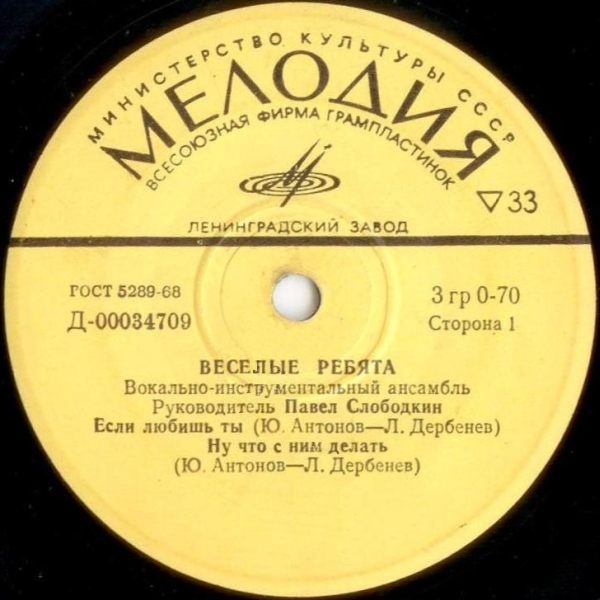 МИНИСТЕРСТВО КУЛЬТУРЫ СССР
МЕЛОДИЯ
ВСЕСОЮЗНАЯ ФИРМА ГРАМПЛАСТИНОК
33
ЛЕНИНГРАДСКИЙ ЗАВОД
ГОСТ 5289-68
3 гр 0-70
Д-00034709
Сторона 1
ВЕСЕЛЫЕ РЕБЯТА
Вокально-инструментальный ансамбль
Руководитель Павел Слободкин
Если любишь ты (Ю. Антонов—Л. Дербенев)
Ну что с ним делать
(Ю. Антонов—Л. Дербенев)